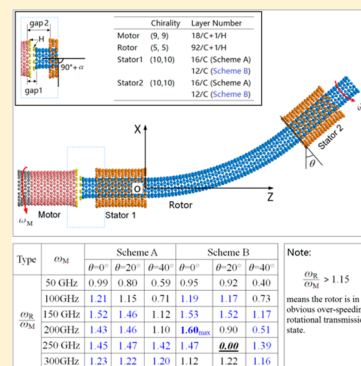 gap2
H
90°+α
gap1
Chirality Layer Number
Motor (9, 9) 18/C+1/H
Rotor (5, 5) 92/C+1/H
Stator1 (10,10) 16/C (Scheme A)
12/C (Scheme B)
Stator2 (10,10) 16/C (Scheme A)
12/C (Scheme B)
X
Stator 2
θ
O
Z
Rotor
Motor
Stator 1
ωM
Type ωM Scheme A Scheme B
θ=0° θ=20° θ=40° θ=0° θ=20° θ=40°
ωR/ωM
50 GHz 0.99 0.80 0.59 0.95 0.92 0.40
100GHz 1.21 1.15 0.71 1.19 1.17 0.73
150 GHz 1.52 1.46 1.12 1.53 1.52 1.17
200GHz 1.43 1.46 1.10 1.60max 0.90 0.51
250 GHz 1.45 1.47 1.42 1.47 0.00 1.39
300GHz 1.23 1.22 1.20 1.12 1.22 1.16
Note:
ωR/ωM > 1.15
means the rotor is in
obvious over-speeding
rotational transmission
state.